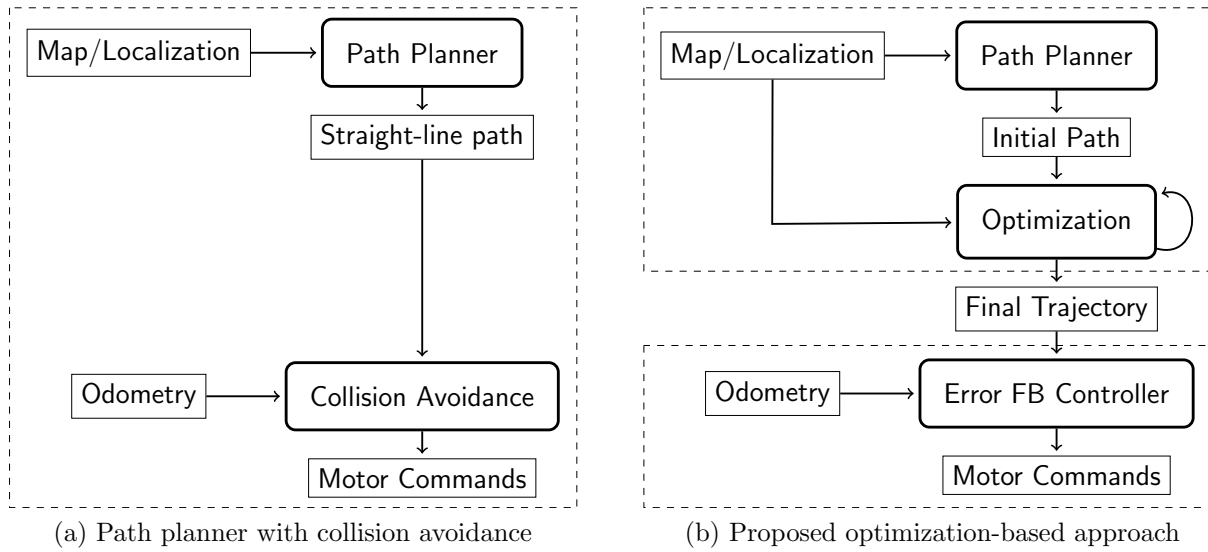 Map/Localization
Path Planner
Straight-line path
Odometry
Collision Avoidance
Motor Commands
(a) Path planner with collision avoidance
Map/Localization
Path Planner
Initial Path
Optimization
Final Trajectory
Odometry
Error FB Controller
Motor Commands
(b) Proposed optimization-based approach